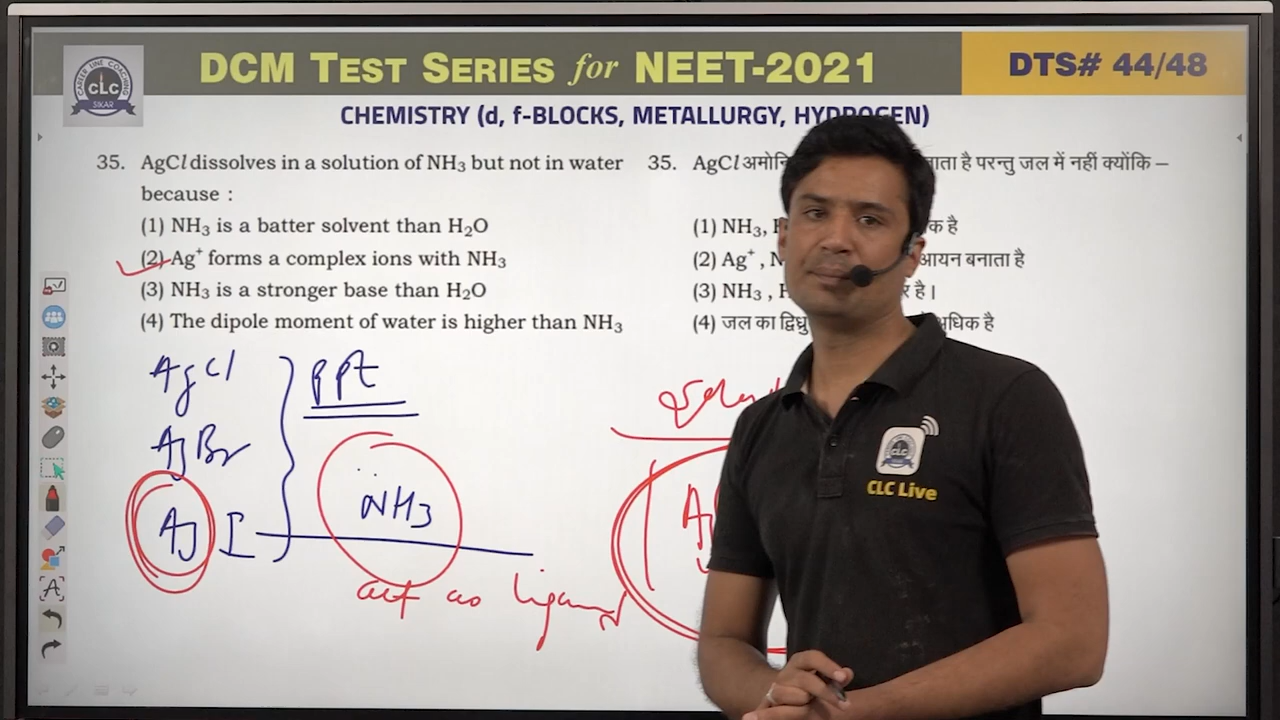 DCM TEST SERIES for NEET-2021
DTS# 44/48
CAREER LINE COACHING
CLC
SIKAR
CHEMISTRY (d, f-BLOCKS, METALLURGY, HYDROGEN)
35. AgCl dissolves in a solution of NH₃ but not in water
because :
(1) NH₃ is a batter solvent than H₂O
(2) Ag⁺ forms a complex ions with NH₃
(3) NH₃ is a stronger base than H₂O
(4) The dipole moment of water is higher than NH₃
35. AgCl नाता है परन्तु जल में नहीं क्योंकि –
(1) NH₃, है
(2) Ag⁺ , आयन बनाता है
(3) NH₃ , है।
(4) जल का अधिक है
AgCl
AgBr
AgI
ppt
NH3
act as ligand
CLC Live